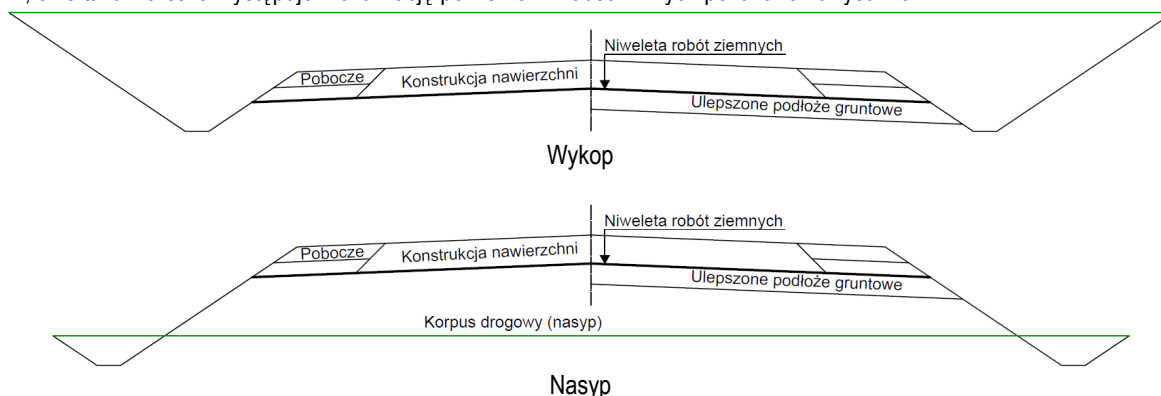 Niweleta robót ziemnych
Pobocze
Konstrukcja nawierzchni
Ulepszone podłoże gruntowe
Wykop
Niweleta robót ziemnych
Pobocze
Konstrukcja nawierzchni
Ulepszone podłoże gruntowe
Korpus drogowy (nasyp)
Nasyp